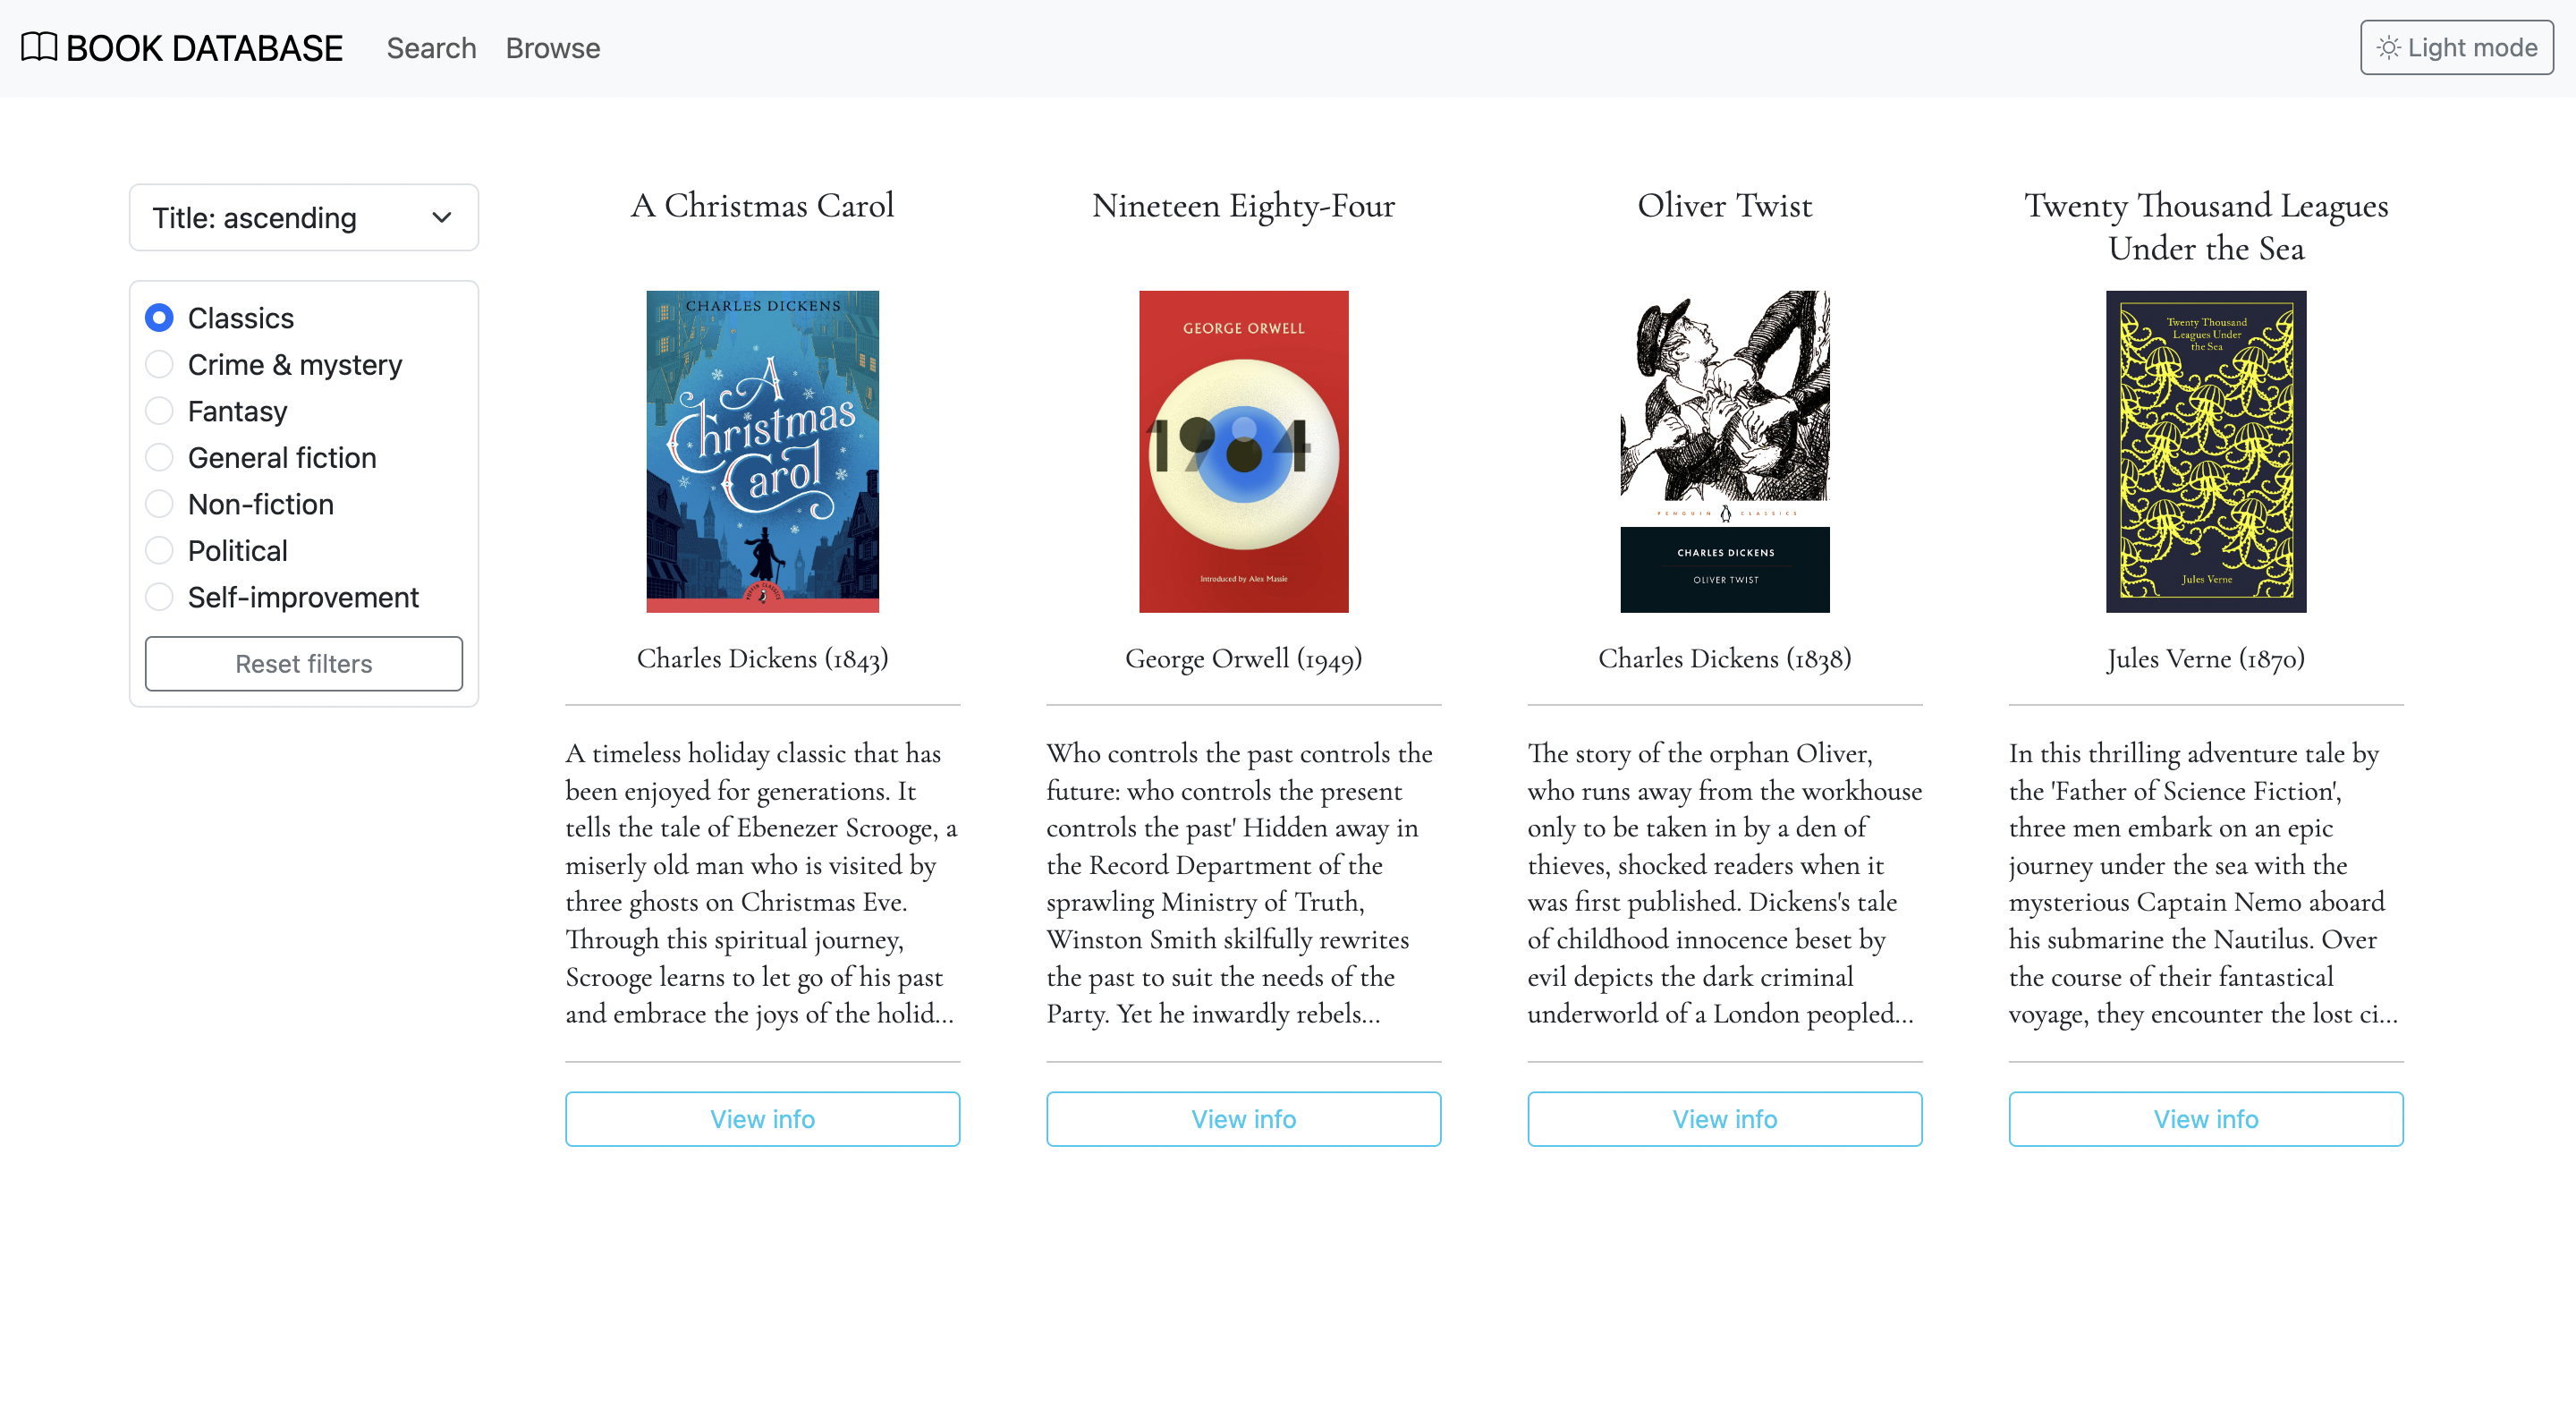 BOOK DATABASE
Search
Browse
Light mode
Title: ascending
Classics
Crime & mystery
Fantasy
General fiction
Non-fiction
Political
Self-improvement
Reset filters
A Christmas Carol
CHARLES DICKENS
A
Christmas
Carol
PUFFIN CLASSICS
Charles Dickens (1843)
A timeless holiday classic that has
been enjoyed for generations. It
tells the tale of Ebenezer Scrooge, a
miserly old man who is visited by
three ghosts on Christmas Eve.
Through this spiritual journey,
Scrooge learns to let go of his past
and embrace the joys of the holid...
View info
Nineteen Eighty-Four
GEORGE ORWELL
1984
Introduced by Alex Massie
George Orwell (1949)
Who controls the past controls the
future: who controls the present
controls the past' Hidden away in
the Record Department of the
sprawling Ministry of Truth,
Winston Smith skilfully rewrites
the past to suit the needs of the
Party. Yet he inwardly rebels...
View info
Oliver Twist
PENGUIN CLASSICS
CHARLES DICKENS
OLIVER TWIST
Charles Dickens (1838)
The story of the orphan Oliver,
who runs away from the workhouse
only to be taken in by a den of
thieves, shocked readers when it
was first published. Dickens's tale
of childhood innocence beset by
evil depicts the dark criminal
underworld of a London peopled...
View info
Twenty Thousand Leagues
Under the Sea
Twenty Thousand
Leagues Under
the Sea
Jules Verne
Jules Verne (1870)
In this thrilling adventure tale by
the 'Father of Science Fiction',
three men embark on an epic
journey under the sea with the
mysterious Captain Nemo aboard
his submarine the Nautilus. Over
the course of their fantastical
voyage, they encounter the lost ci...
View info